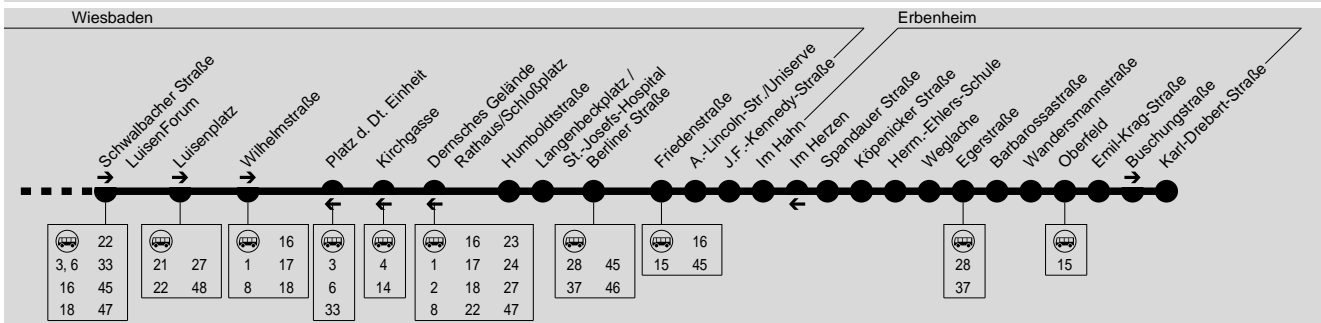 Wiesbaden
Erbenheim
Schwalbacher Straße
LuisenForum
Luisenplatz
Wilhelmstraße
Platz d. Dt. Einheit
Kirchgasse
Dernsches Gelände
Rathaus/Schloßplatz
Humboldtstraße
Langenbeckplatz /
St.-Josefs-Hospital
Berliner Straße
Friedenstraße
A.-Lincoln-Str./Uniserve
J.F.-Kennedy-Straße
Im Hahn
Im Herzen
Spandauer Straße
Köpenicker Straße
Herm.-Ehlers-Schule
Weglache
Egerstraße
Barbarossastraße
Wandersmannstraße
Oberfeld
Emil-Krag-Straße
Buschungstraße
Karl-Drebert-Straße
22
3, 6 33
16 45
18 47
21 27
22 48
16
1 17
8 18
3
6
33
4
14
16 23
1 17 24
2 18 27
8 22 47
28 45
37 46
16
15 45
28
37
15